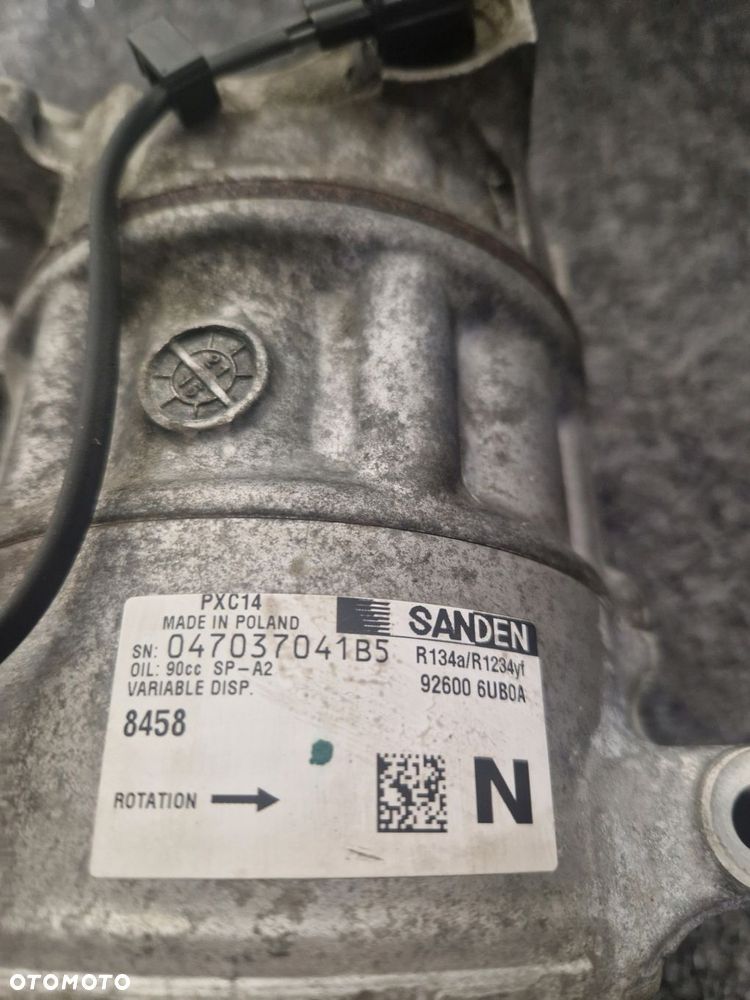 PXC14
MADE IN POLAND
SANDEN
SN: 047037041B5
R134a/R1234yf
OIL: 90cc SP-A2
92600 6UB0A
VARIABLE DISP.
8458
ROTATION
N
OTOMOTO